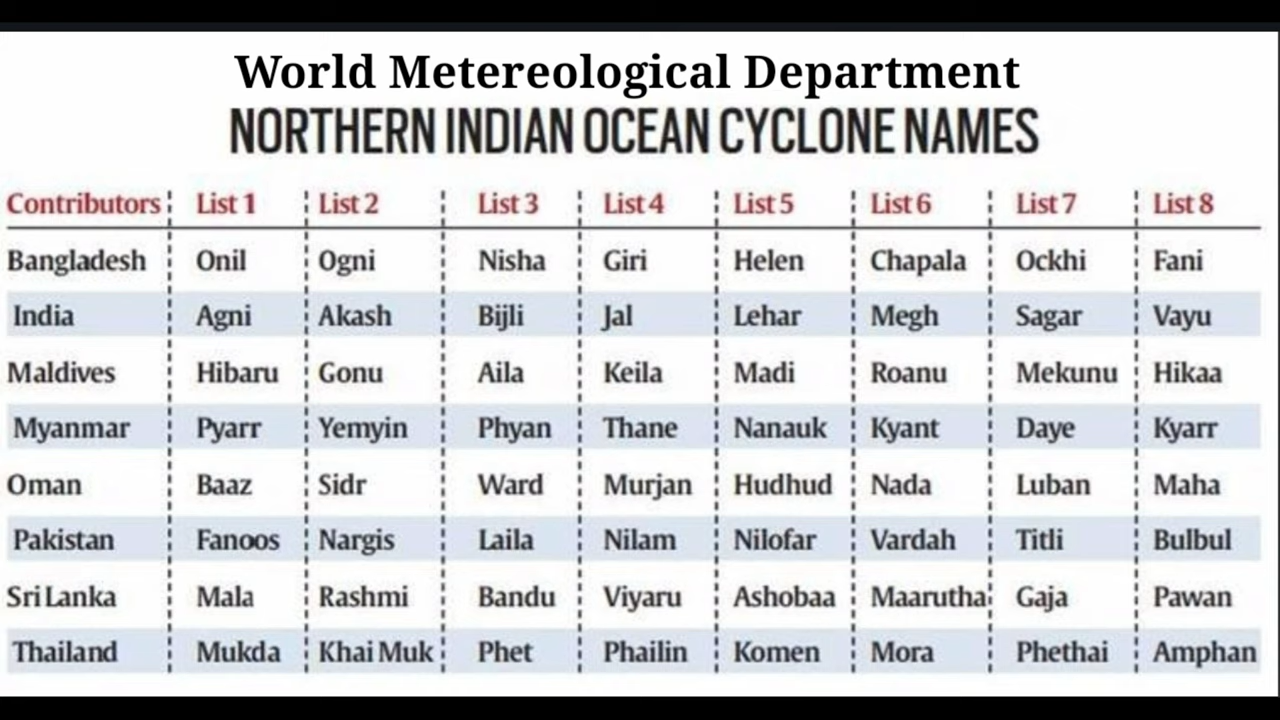 World Metereological Department
NORTHERN INDIAN OCEAN CYCLONE NAMES
Contributors List 1 List 2 List 3 List 4 List 5 List 6 List 7 List 8
Bangladesh Onil Ogni Nisha Giri Helen Chapala Ockhi Fani
India Agni Akash Bijli Jal Lehar Megh Sagar Vayu
Maldives Hibaru Gonu Aila Keila Madi Roanu Mekunu Hikaa
Myanmar Pyarr Yemyin Phyan Thane Nanauk Kyant Daye Kyarr
Oman Baaz Sidr Ward Murjan Hudhud Nada Luban Maha
Pakistan Fanoos Nargis Laila Nilam Nilofar Vardah Titli Bulbul
Sri Lanka Mala Rashmi Bandu Viyaru Ashobaa Maarutha Gaja Pawan
Thailand Mukda Khai Muk Phet Phailin Komen Mora Phethai Amphan